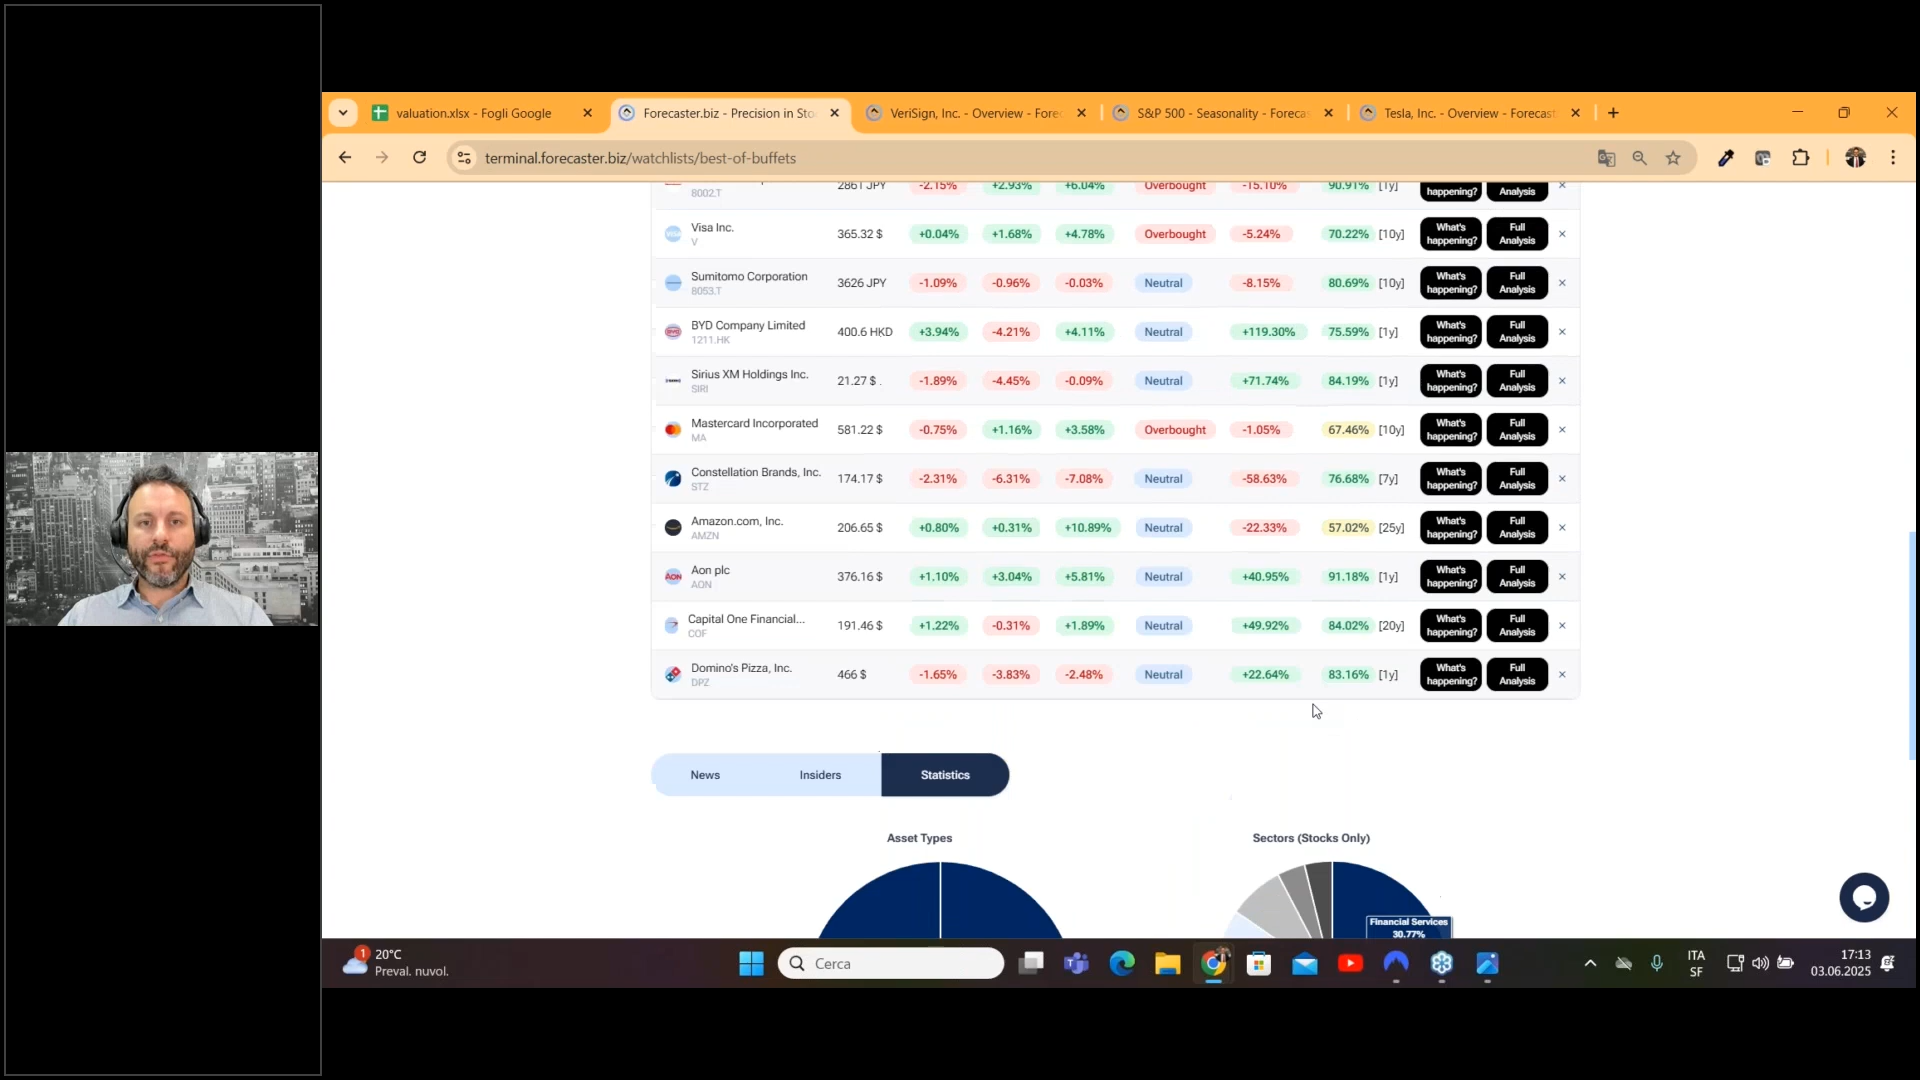 valuation.xlsx - Fogli Google
Forecaster.biz - Precision in Sto
VeriSign, Inc. - Overview - Forec
S&P 500 - Seasonality - Forecas
Tesla, Inc. - Overview - Forecast
terminal.forecaster.biz/watchlists/best-of-buffets
8002.T 2861 JPY -2.15% +2.93% +6.04% Overbought -15.10% 90.91% [1y] happening? Analysis
Visa Inc.
V
365.32 $ +0.04% +1.68% +4.78% Overbought -5.24% 70.22% [10y]
What's happening? Full Analysis
Sumitomo Corporation
8053.T
3626 JPY -1.09% -0.96% -0.03% Neutral -8.15% 80.69% [10y]
What's happening? Full Analysis
BYD Company Limited
1211.HK
400.6 HKD +3.94% -4.21% +4.11% Neutral +119.30% 75.59% [1y]
What's happening? Full Analysis
Sirius XM Holdings Inc.
SIRI
21.27 $ -1.89% -4.45% -0.09% Neutral +71.74% 84.19% [1y]
What's happening? Full Analysis
Mastercard Incorporated
MA
581.22 $ -0.75% +1.16% +3.58% Overbought -1.05% 67.46% [10y]
What's happening? Full Analysis
Constellation Brands, Inc.
STZ
174.17 $ -2.31% -6.31% -7.08% Neutral -58.63% 76.68% [7y]
What's happening? Full Analysis
Amazon.com, Inc.
AMZN
206.65 $ +0.80% +0.31% +10.89% Neutral -22.33% 57.02% [25y]
What's happening? Full Analysis
AON
Aon plc
AON
376.16 $ +1.10% +3.04% +5.81% Neutral +40.95% 91.18% [1y]
What's happening? Full Analysis
Capital One Financial...
COF
191.46 $ +1.22% -0.31% +1.89% Neutral +49.92% 84.02% [20y]
What's happening? Full Analysis
Domino's Pizza, Inc.
DPZ
466 $ -1.65% -3.83% -2.48% Neutral +22.64% 83.16% [1y]
What's happening? Full Analysis
News Insiders Statistics
Asset Types Sectors (Stocks Only)
Financial Services
30.77%
1
20°C
Preval. nuvol.
Cerca
ITA
SF
17:13
03.06.2025